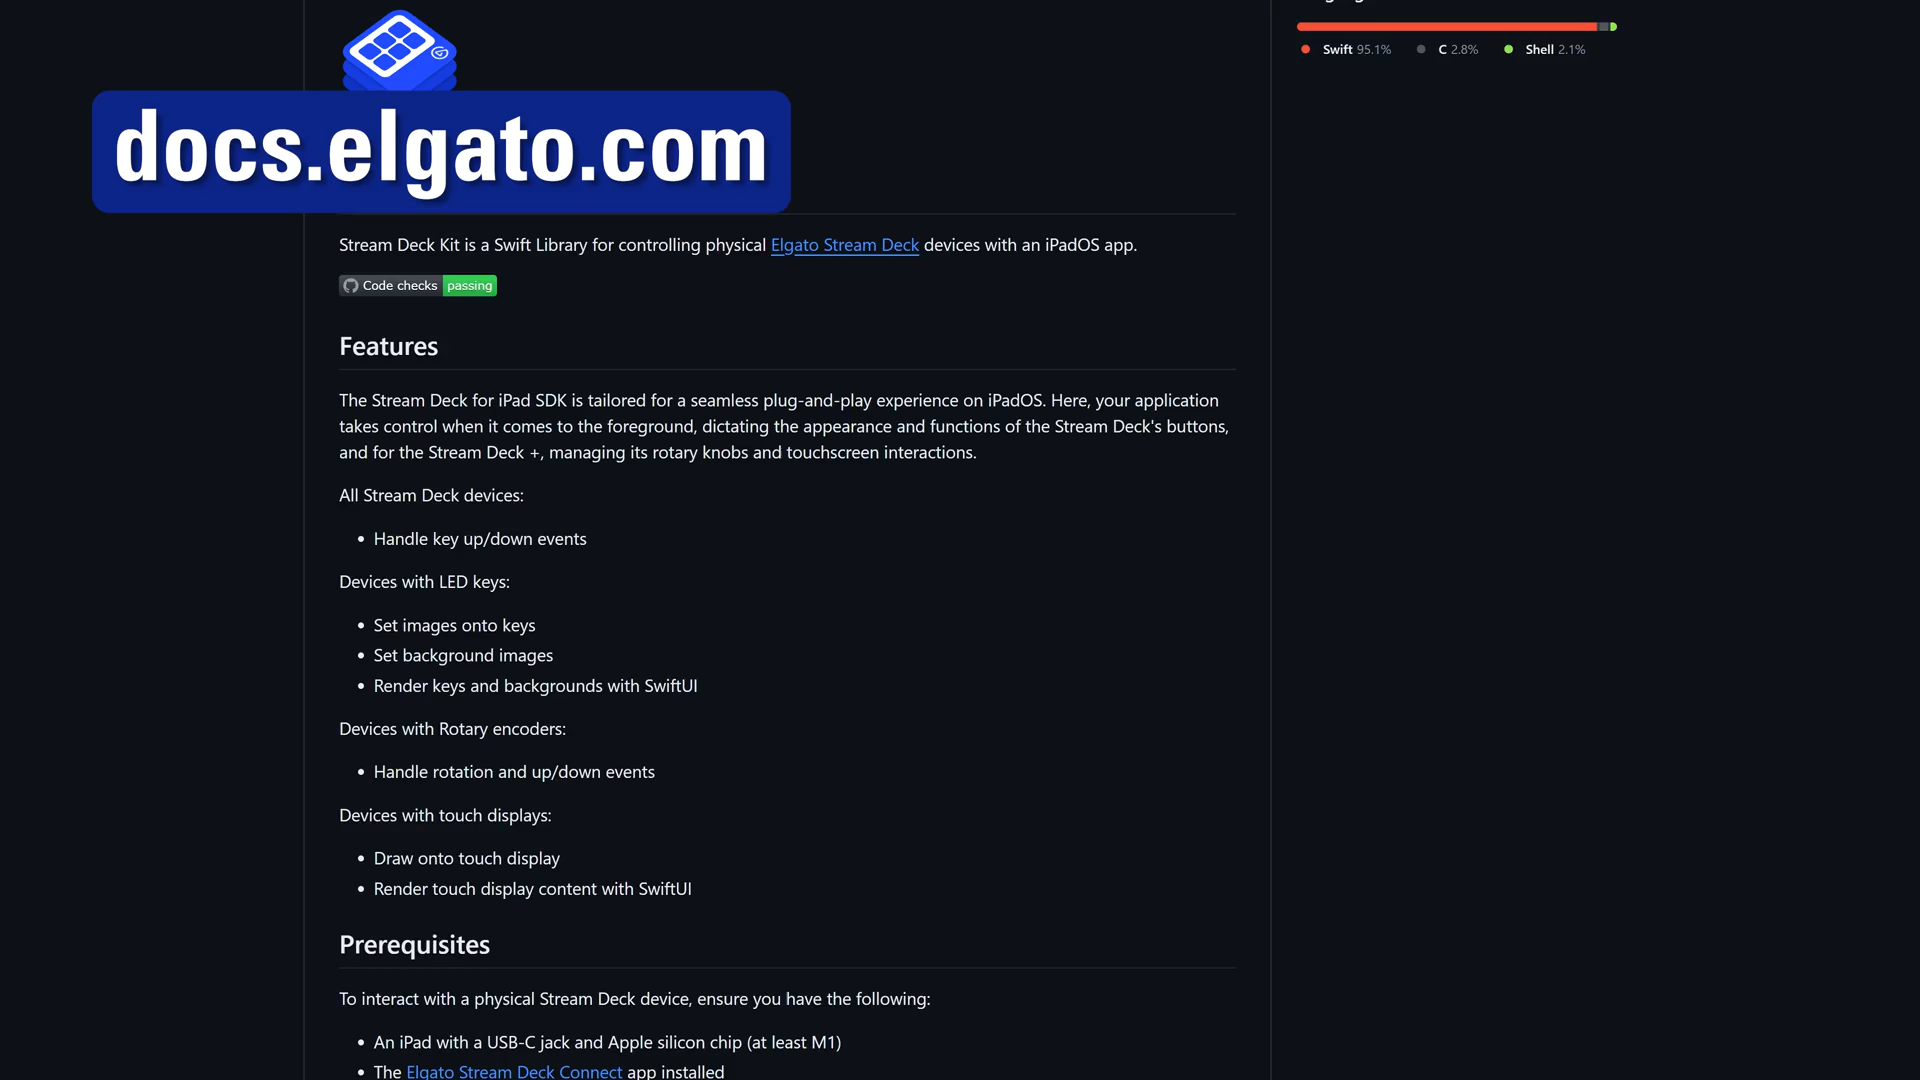 Swift 95.1% C 2.8% Shell 2.1%
docs.elgato.com
Stream Deck Kit is a Swift Library for controlling physical Elgato Stream Deck devices with an iPadOS app.
Code checks passing
Features
The Stream Deck for iPad SDK is tailored for a seamless plug-and-play experience on iPadOS. Here, your application
takes control when it comes to the foreground, dictating the appearance and functions of the Stream Deck's buttons,
and for the Stream Deck +, managing its rotary knobs and touchscreen interactions.
All Stream Deck devices:
• Handle key up/down events
Devices with LED keys:
• Set images onto keys
• Set background images
• Render keys and backgrounds with SwiftUI
Devices with Rotary encoders:
• Handle rotation and up/down events
Devices with touch displays:
• Draw onto touch display
• Render touch display content with SwiftUI
Prerequisites
To interact with a physical Stream Deck device, ensure you have the following:
• An iPad with a USB-C jack and Apple silicon chip (at least M1)
• The Elgato Stream Deck Connect app installed